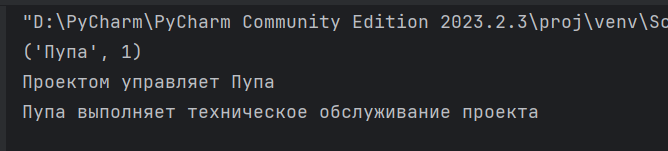 "D:\PyCharm\PyCharm Community Edition 2023.2.3\proj\venv\Sc
('Пупа', 1)
Проектом управляет Пупа
Пупа выполняет техническое обслуживание проекта